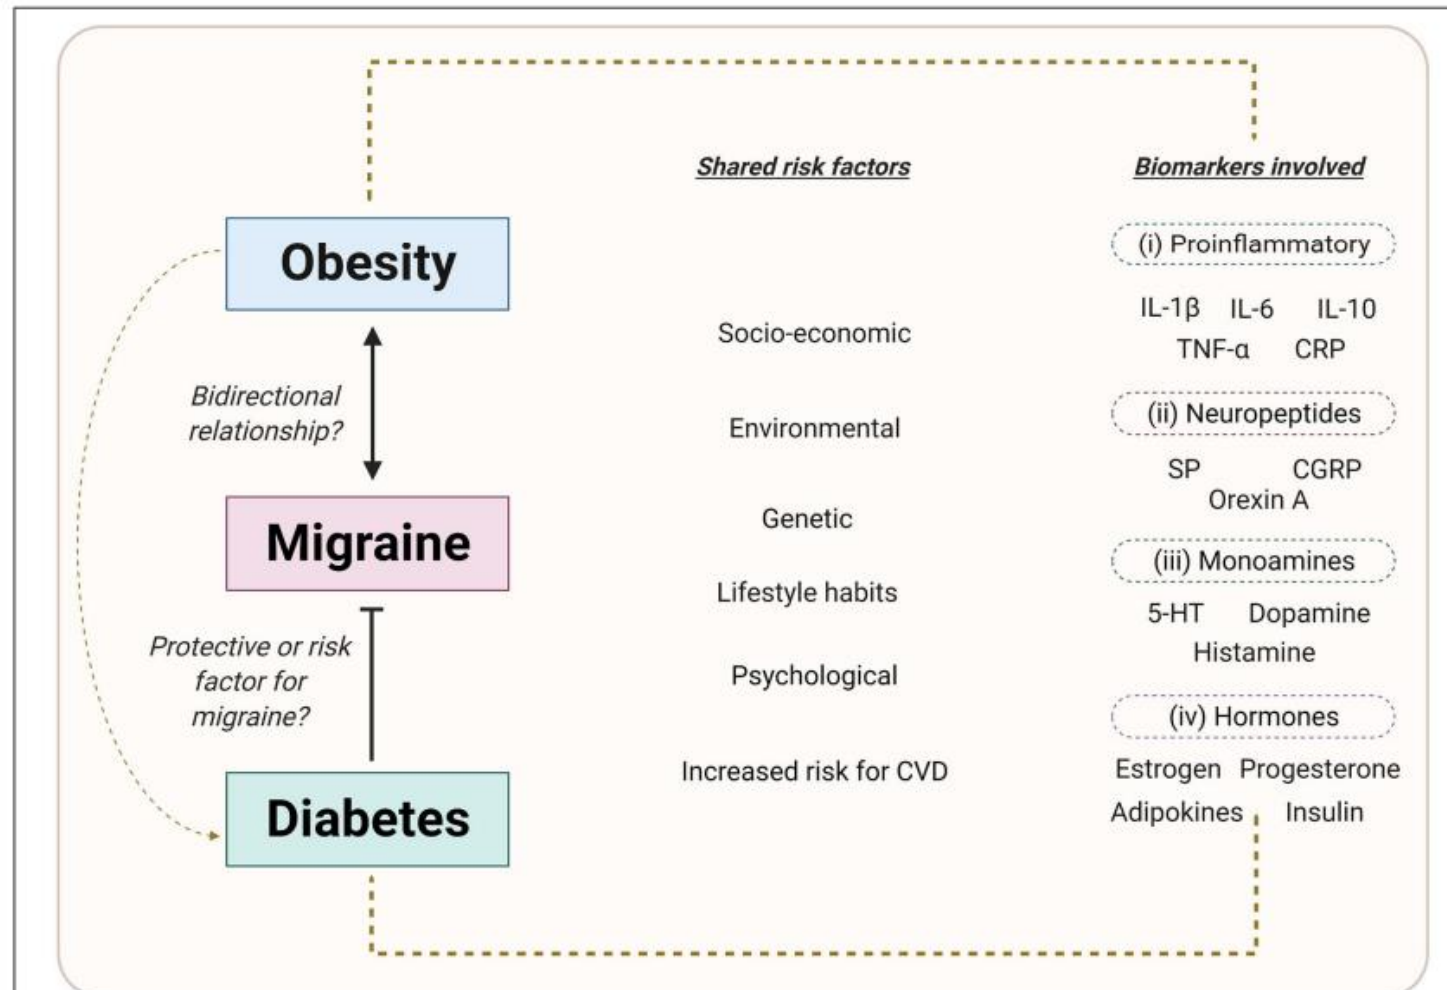 Obesity
Bidirectional
relationship?
Migraine
Protective or risk
factor for
migraine?
Diabetes
Shared risk factors
Socio-economic
Environmental
Genetic
Lifestyle habits
Psychological
Increased risk for CVD
Biomarkers involved
(i) Proinflammatory
IL-1β IL-6 IL-10
TNF-α CRP
(ii) Neuropeptides
SP CGRP
Orexin A
(iii) Monoamines
5-HT Dopamine
Histamine
(iv) Hormones
Estrogen Progesterone
Adipokines Insulin